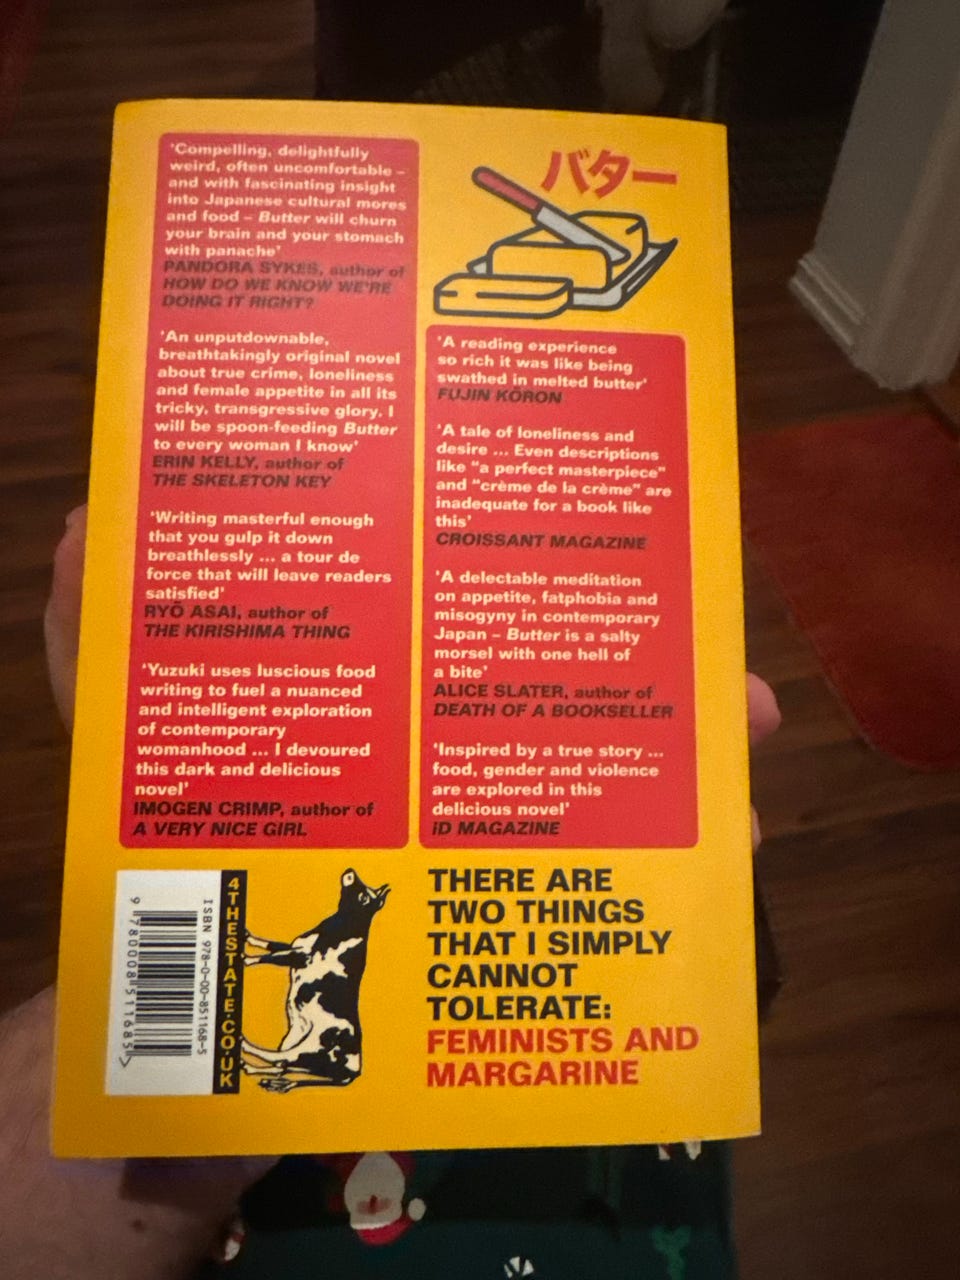 'Compelling, delightfully
weird, often uncomfortable –
and with fascinating insight
into Japanese cultural mores
and food – Butter will churn
your brain and your stomach
with panache'
PANDORA SYKES, author of
HOW DO WE KNOW WE'RE
DOING IT RIGHT?
'An unputdownable,
breathtakingly original novel
about true crime, loneliness
and female appetite in all its
tricky, transgressive glory. I
will be spoon-feeding Butter
to every woman I know'
ERIN KELLY, author of
THE SKELETON KEY
'Writing masterful enough
that you gulp it down
breathlessly ... a tour de
force that will leave readers
satisfied'
RYŌ ASAI, author of
THE KIRISHIMA THING
'Yuzuki uses luscious food
writing to fuel a nuanced
and intelligent exploration
of contemporary
womanhood ... I devoured
this dark and delicious
novel'
IMOGEN CRIMP, author of
A VERY NICE GIRL
バター
'A reading experience
so rich it was like being
swathed in melted butter'
FUJIN KŌRON
'A tale of loneliness and
desire ... Even descriptions
like "a perfect masterpiece"
and "crème de la crème" are
inadequate for a book like
this'
CROISSANT MAGAZINE
'A delectable meditation
on appetite, fatphobia and
misogyny in contemporary
Japan – Butter is a salty
morsel with one hell of
a bite'
ALICE SLATER, author of
DEATH OF A BOOKSELLER
'Inspired by a true story ...
food, gender and violence
are explored in this
delicious novel'
iD MAGAZINE
ISBN 978-0-00-851168-5
9 780008 511685 >
4THESTATE.CO.UK
THERE ARE
TWO THINGS
THAT I SIMPLY
CANNOT
TOLERATE:
FEMINISTS AND
MARGARINE